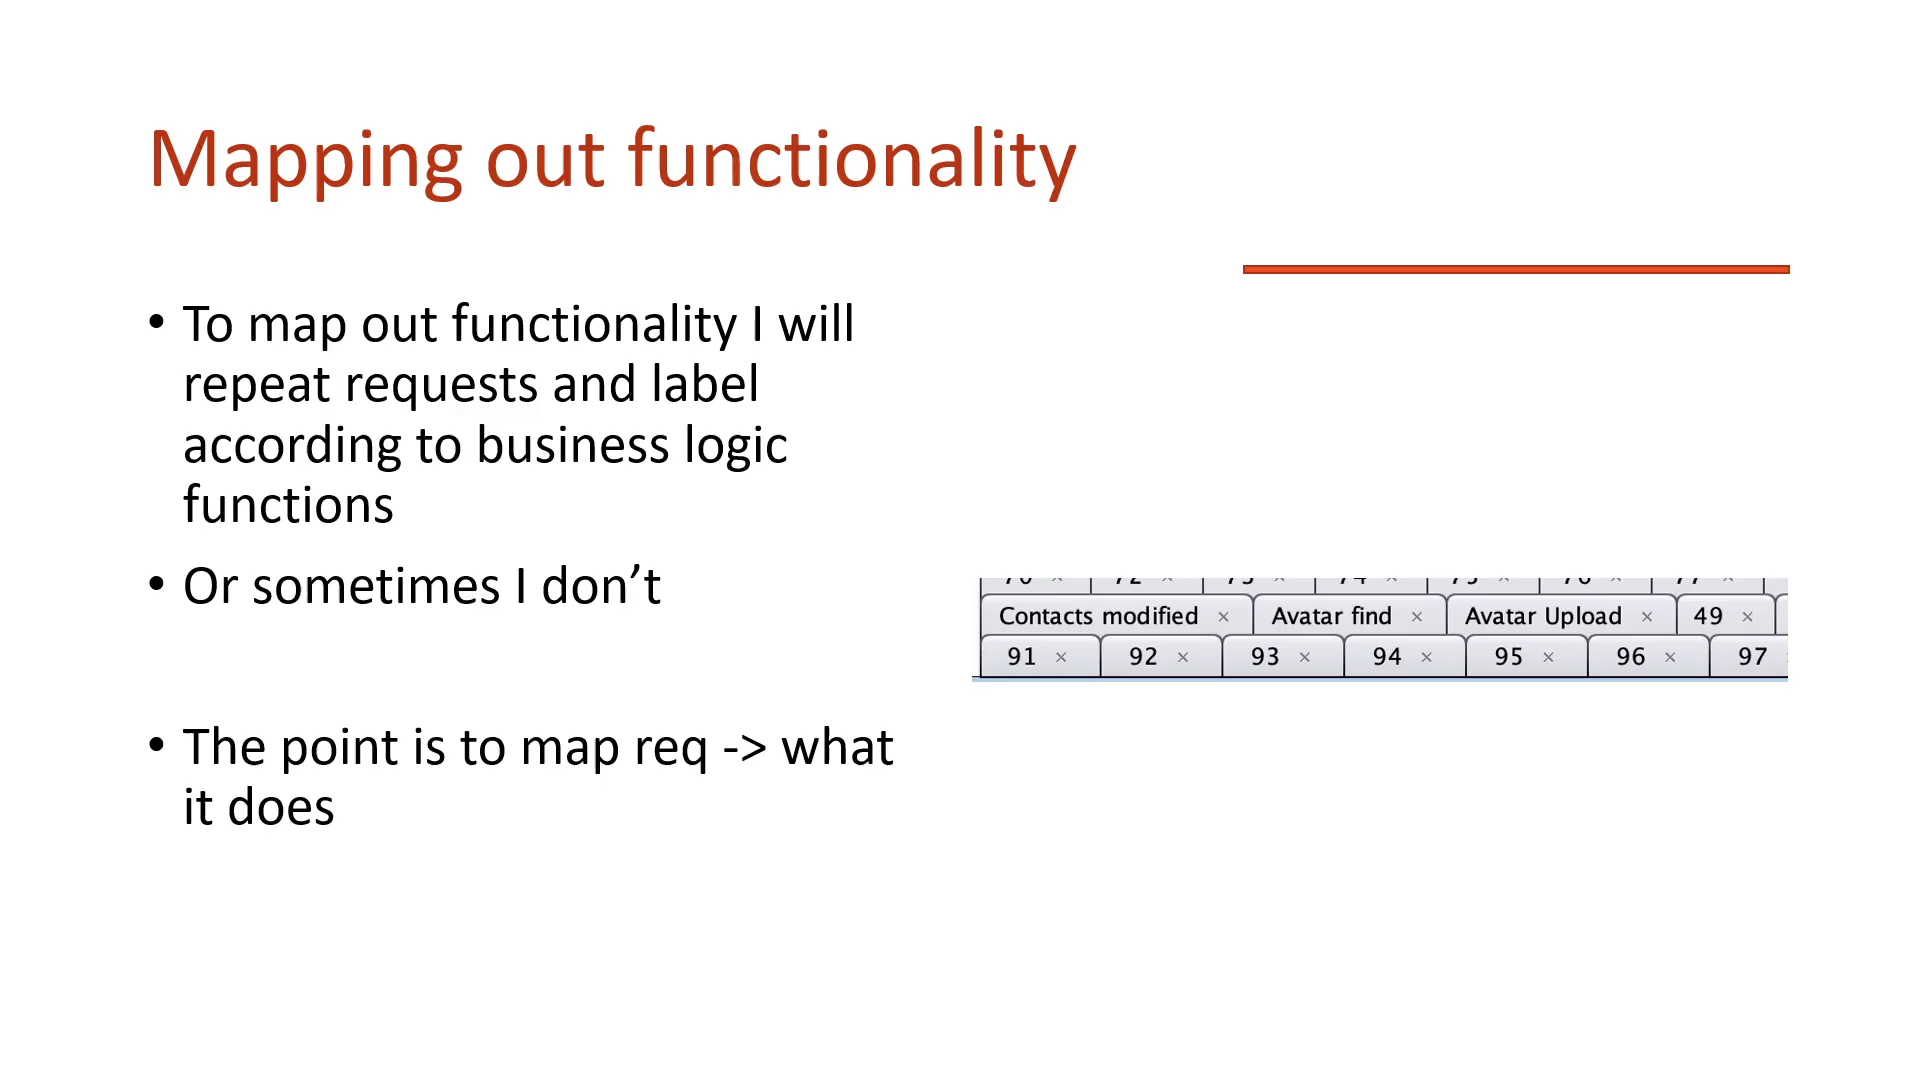 Mapping out functionality
• To map out functionality I will
repeat requests and label
according to business logic
functions
• Or sometimes I don’t
• The point is to map req -> what
it does
Contacts modified × Avatar find × Avatar Upload × 49 ×
91 × 92 × 93 × 94 × 95 × 96 × 97